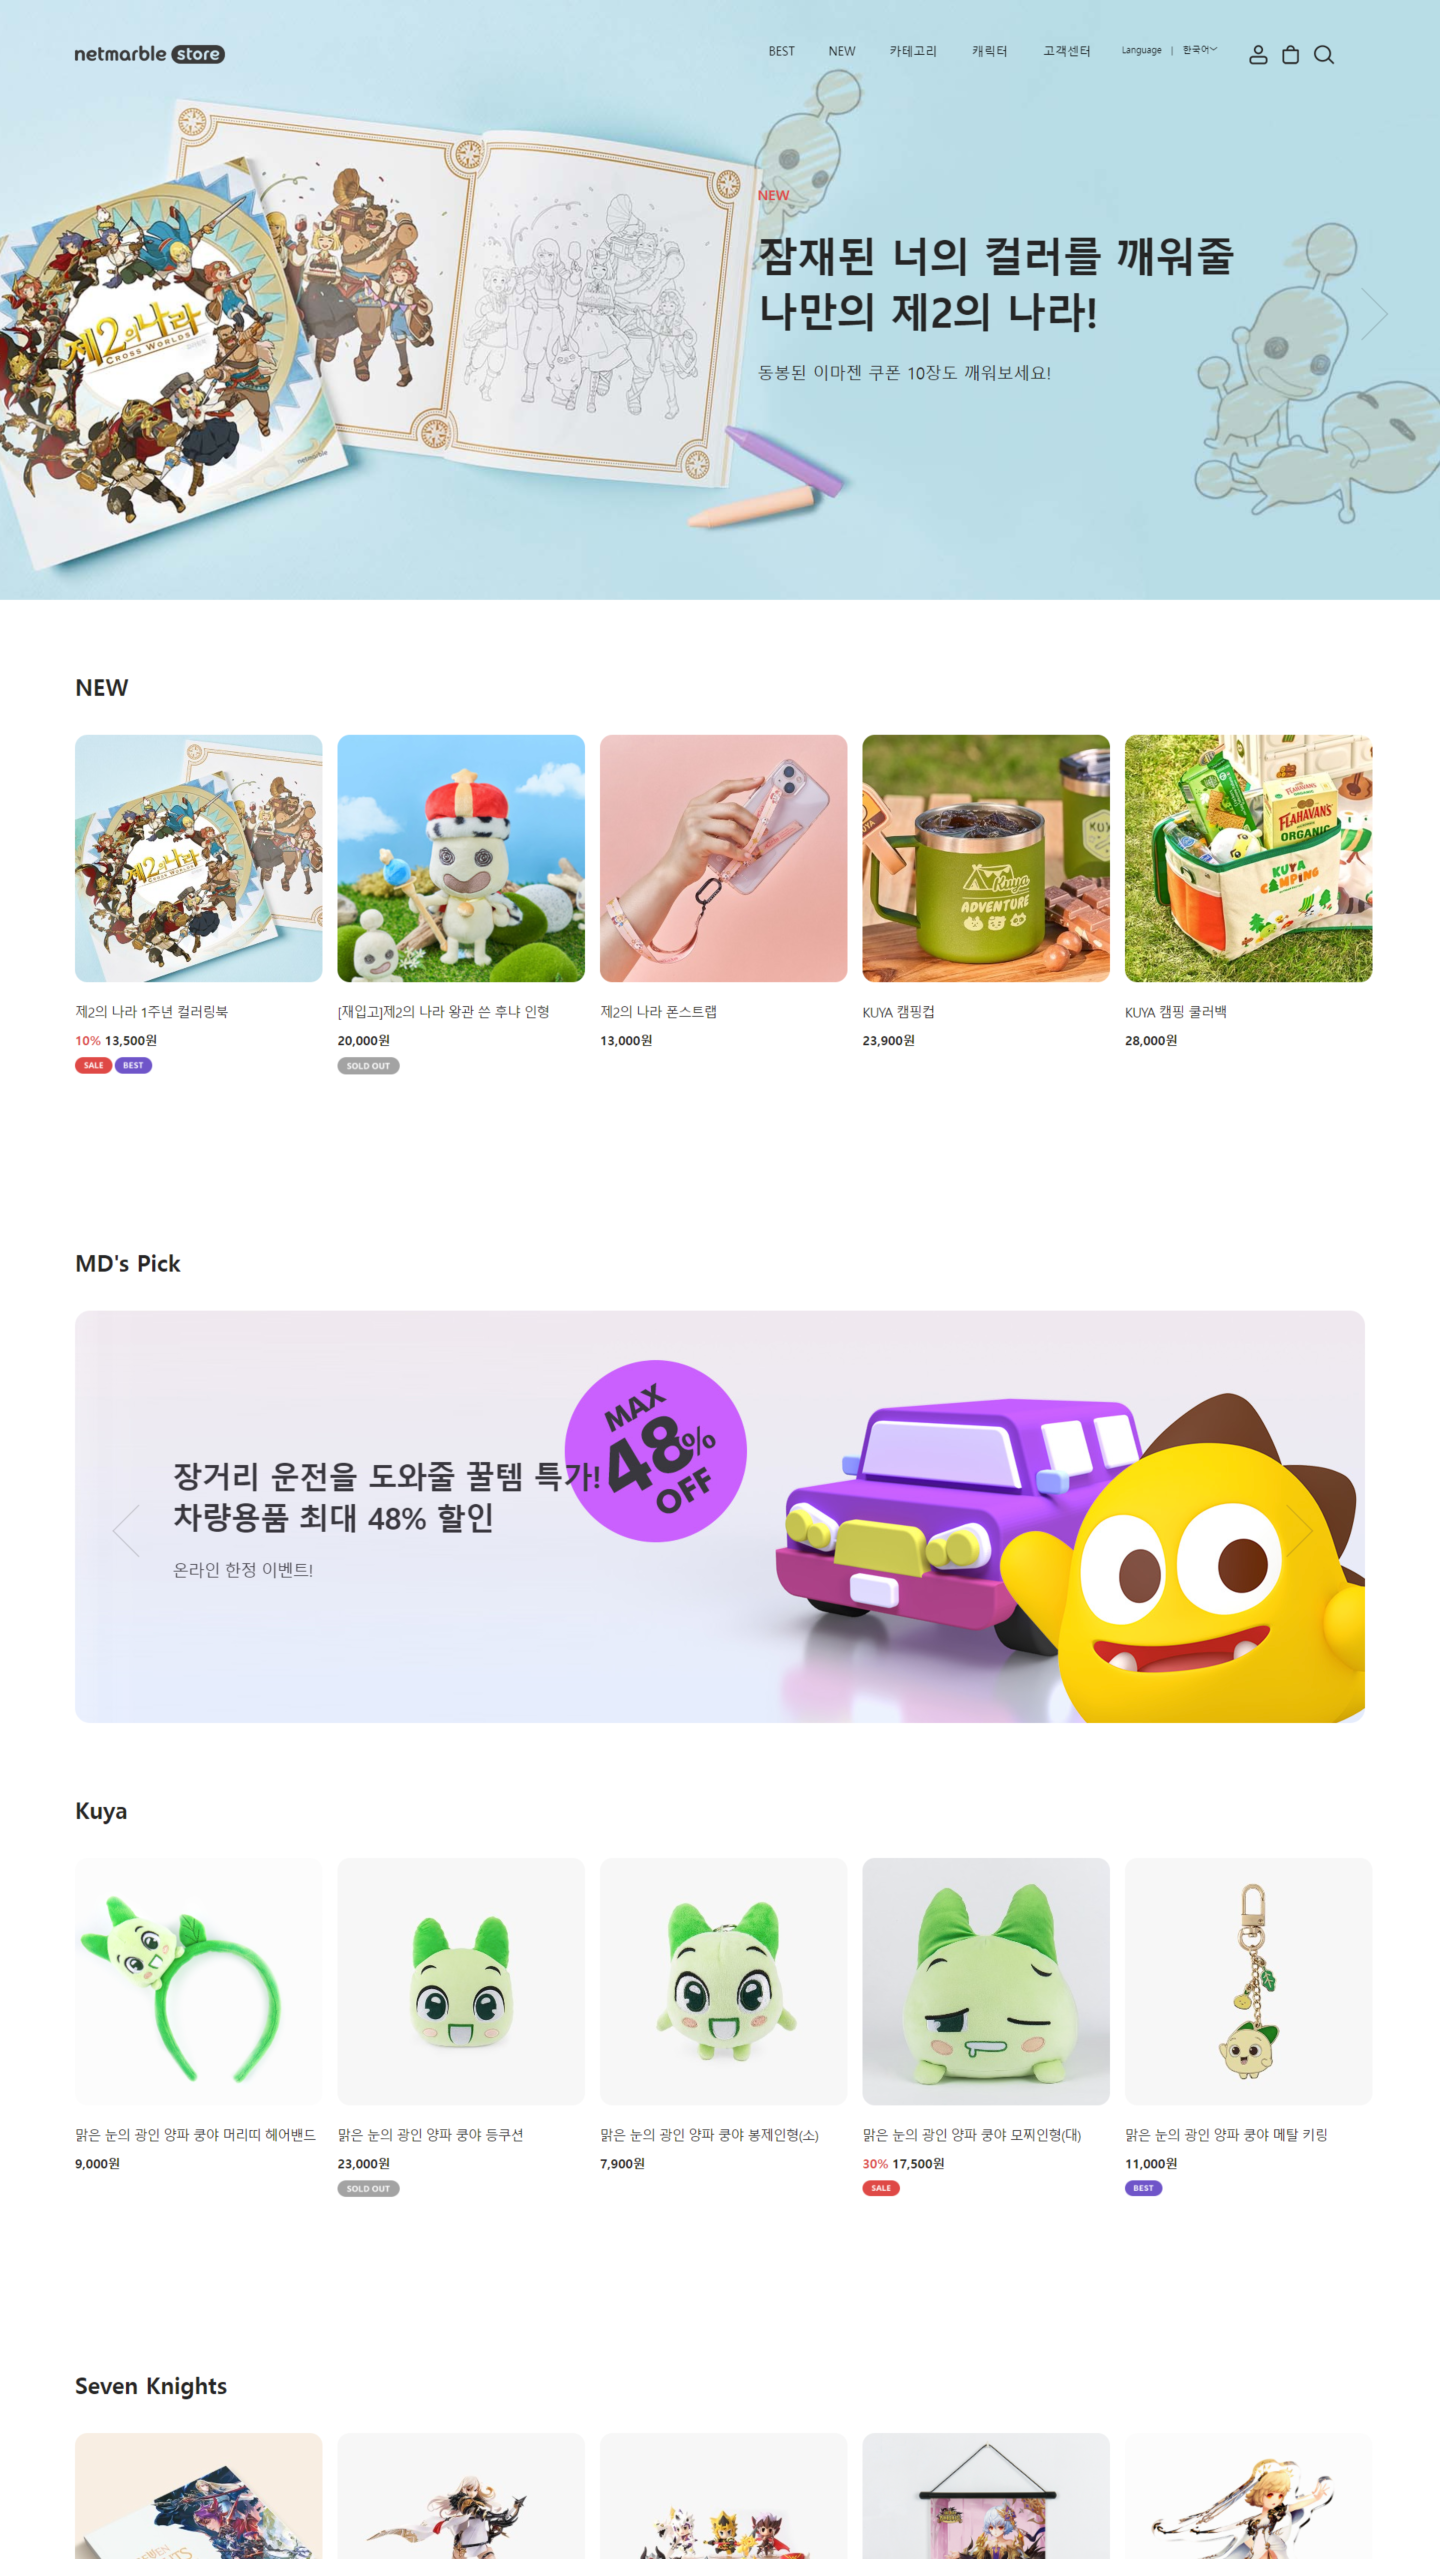 netmarble store
BEST NEW 카테고리 캐릭터 고객센터 Language | 한국어
NEW
잠재된 너의 컬러를 깨워줄
나만의 제2의 나라!
동봉된 이마젠 쿠폰 10장도 깨워보세요!
제2의 나라
CROSS WORLDS
netmarble
NEW
제2의 나라
CROSS WORLDS
Kuya
ADVENTURE
FLAHAVAN'S
ORGANIC
KUYA
CAMPING
제2의 나라 1주년 컬러링북
10% 13,500원
SALE BEST
[재입고]제2의 나라 왕관 쓴 후냐 인형
20,000원
SOLD OUT
제2의 나라 폰스트랩
13,000원
KUYA 캠핑컵
23,900원
KUYA 캠핑 쿨러백
28,000원
MD's Pick
장거리 운전을 도와줄 꿀템 특가!
차량용품 최대 48% 할인
온라인 한정 이벤트!
MAX
48%
OFF
Kuya
맑은 눈의 광인 양파 쿵야 머리띠 헤어밴드
9,000원
맑은 눈의 광인 양파 쿵야 등쿠션
23,000원
SOLD OUT
맑은 눈의 광인 양파 쿵야 봉제인형(소)
7,900원
맑은 눈의 광인 양파 쿵야 모찌인형(대)
30% 17,500원
SALE
맑은 눈의 광인 양파 쿵야 메탈 키링
11,000원
BEST
Seven Knights